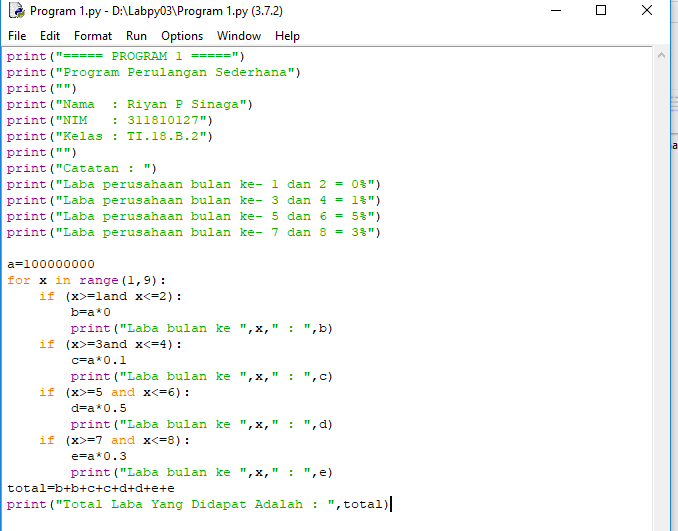 Program 1.py - D:\Labpy03\Program 1.py (3.7.2)
File Edit Format Run Options Window Help
print("===== PROGRAM 1 =====")
print("Program Perulangan Sederhana")
print("")
print("Nama  : Riyan P Sinaga")
print("NIM   : 311810127")
print("Kelas : TI.18.B.2")
print("")
print("Catatan : ")
print("Laba perusahaan bulan ke- 1 dan 2 = 0%")
print("Laba perusahaan bulan ke- 3 dan 4 = 1%")
print("Laba perusahaan bulan ke- 5 dan 6 = 5%")
print("Laba perusahaan bulan ke- 7 dan 8 = 3%")

a=100000000
for x in range(1,9):
    if (x>=1and x<=2):
        b=a*0
        print("Laba bulan ke ",x," : ",b)
    if (x>=3and x<=4):
        c=a*0.1
        print("Laba bulan ke ",x," : ",c)
    if (x>=5 and x<=6):
        d=a*0.5
        print("Laba bulan ke ",x," : ",d)
    if (x>=7 and x<=8):
        e=a*0.3
        print("Laba bulan ke ",x," : ",e)
total=b+b+c+c+d+d+e+e
print("Total Laba Yang Didapat Adalah : ",total)